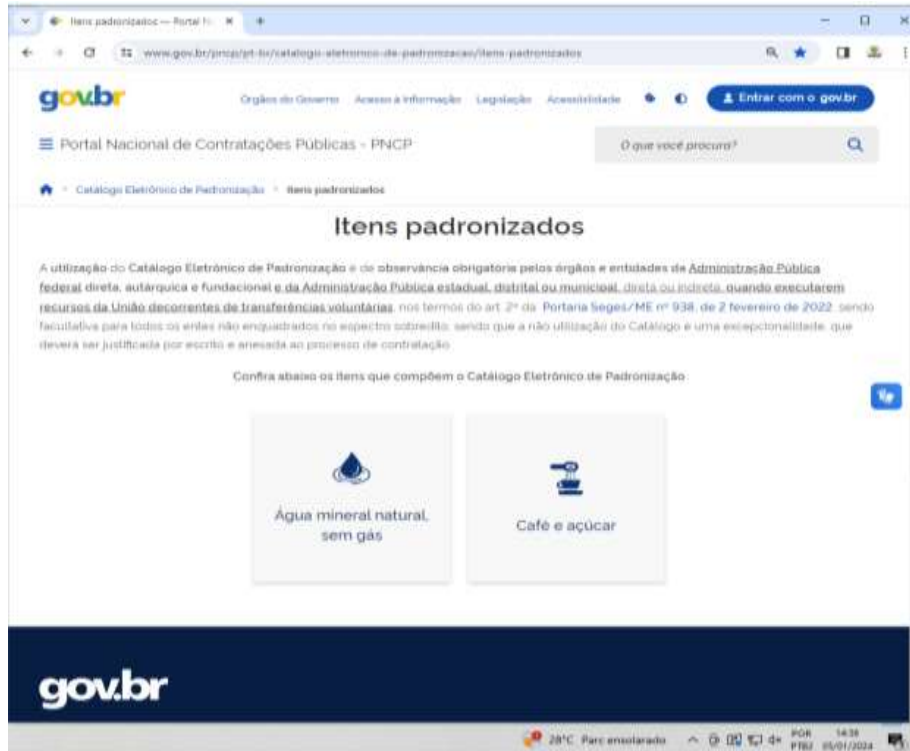 Itens padronizados — Portal N
www.gov.br/pncp/pt-br/catalogo-eletronico-de-padronizacao/itens-padronizados
gov.br
Órgãos do Governo Acesso à Informação Legislação Acessibilidade Entrar com o gov.br
Portal Nacional de Contratações Públicas - PNCP O que você procura?
Catálogo Eletrônico de Padronização Itens padronizados
Itens padronizados
A utilização do Catálogo Eletrônico de Padronização é de observância obrigatória pelos órgãos e entidades da Administração Pública
federal direta, autárquica e fundacional e da Administração Pública estadual, distrital ou municipal, direta ou indireta, quando executarem
recursos da União decorrentes de transferências voluntárias, nos termos do art. 2º da Portaria Seges/ME nº 938, de 2 fevereiro de 2022, sendo
facultativa para todos os entes não enquadrados no espectro sobredito, sendo que a não utilização do Catálogo é uma excepcionalidade, que
deverá ser justificada por escrito e anexada ao processo de contratação.
Confira abaixo os itens que compõem o Catálogo Eletrônico de Padronização
Água mineral natural,
sem gás
Café e açúcar
gov.br
28°C Parc ensolarado
POR
PTB2
14:38
05/01/2024